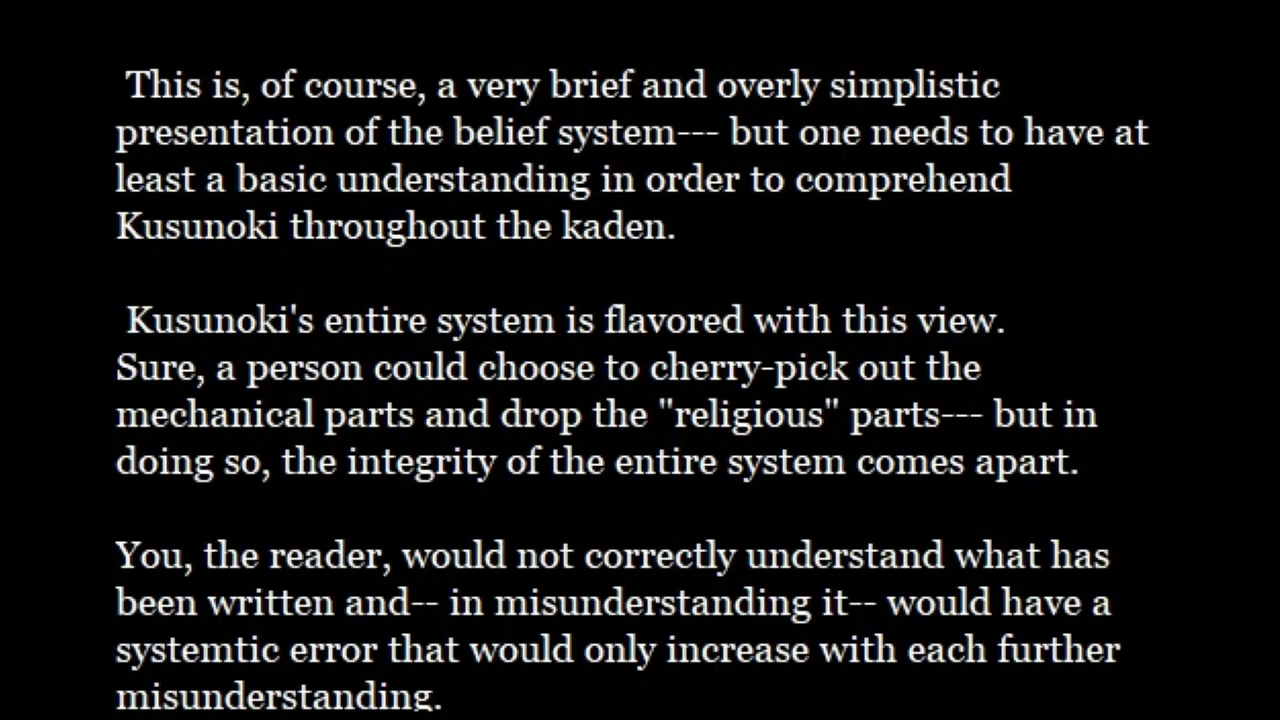 This is, of course, a very brief and overly simplistic
presentation of the belief system--- but one needs to have at
least a basic understanding in order to comprehend
Kusunoki throughout the kaden.
Kusunoki's entire system is flavored with this view.
Sure, a person could choose to cherry-pick out the
mechanical parts and drop the "religious" parts--- but in
doing so, the integrity of the entire system comes apart.
You, the reader, would not correctly understand what has
been written and-- in misunderstanding it-- would have a
systemtic error that would only increase with each further
misunderstanding.